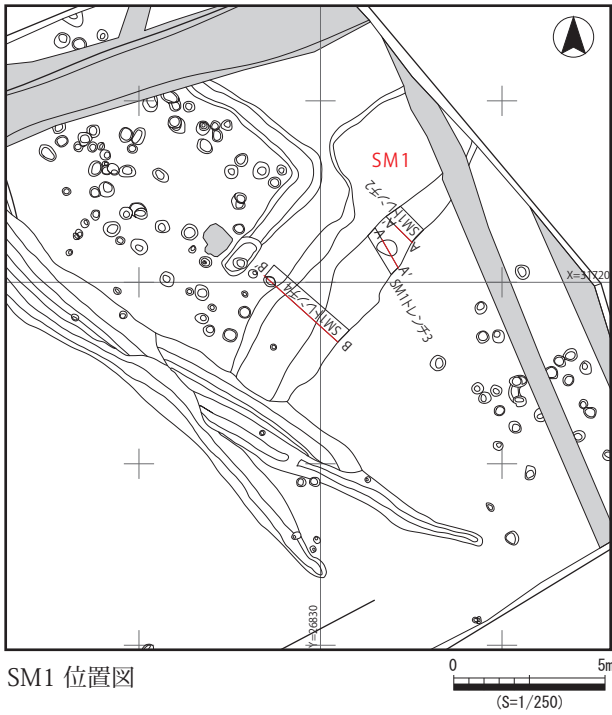 SM1
SM1トレンチ2
A'
A
A
A'
SM1トレンチ3
X=31720
B'
SM1トレンチ4
B
Y=26830
SM1 位置図
0 5m
(S=1/250)